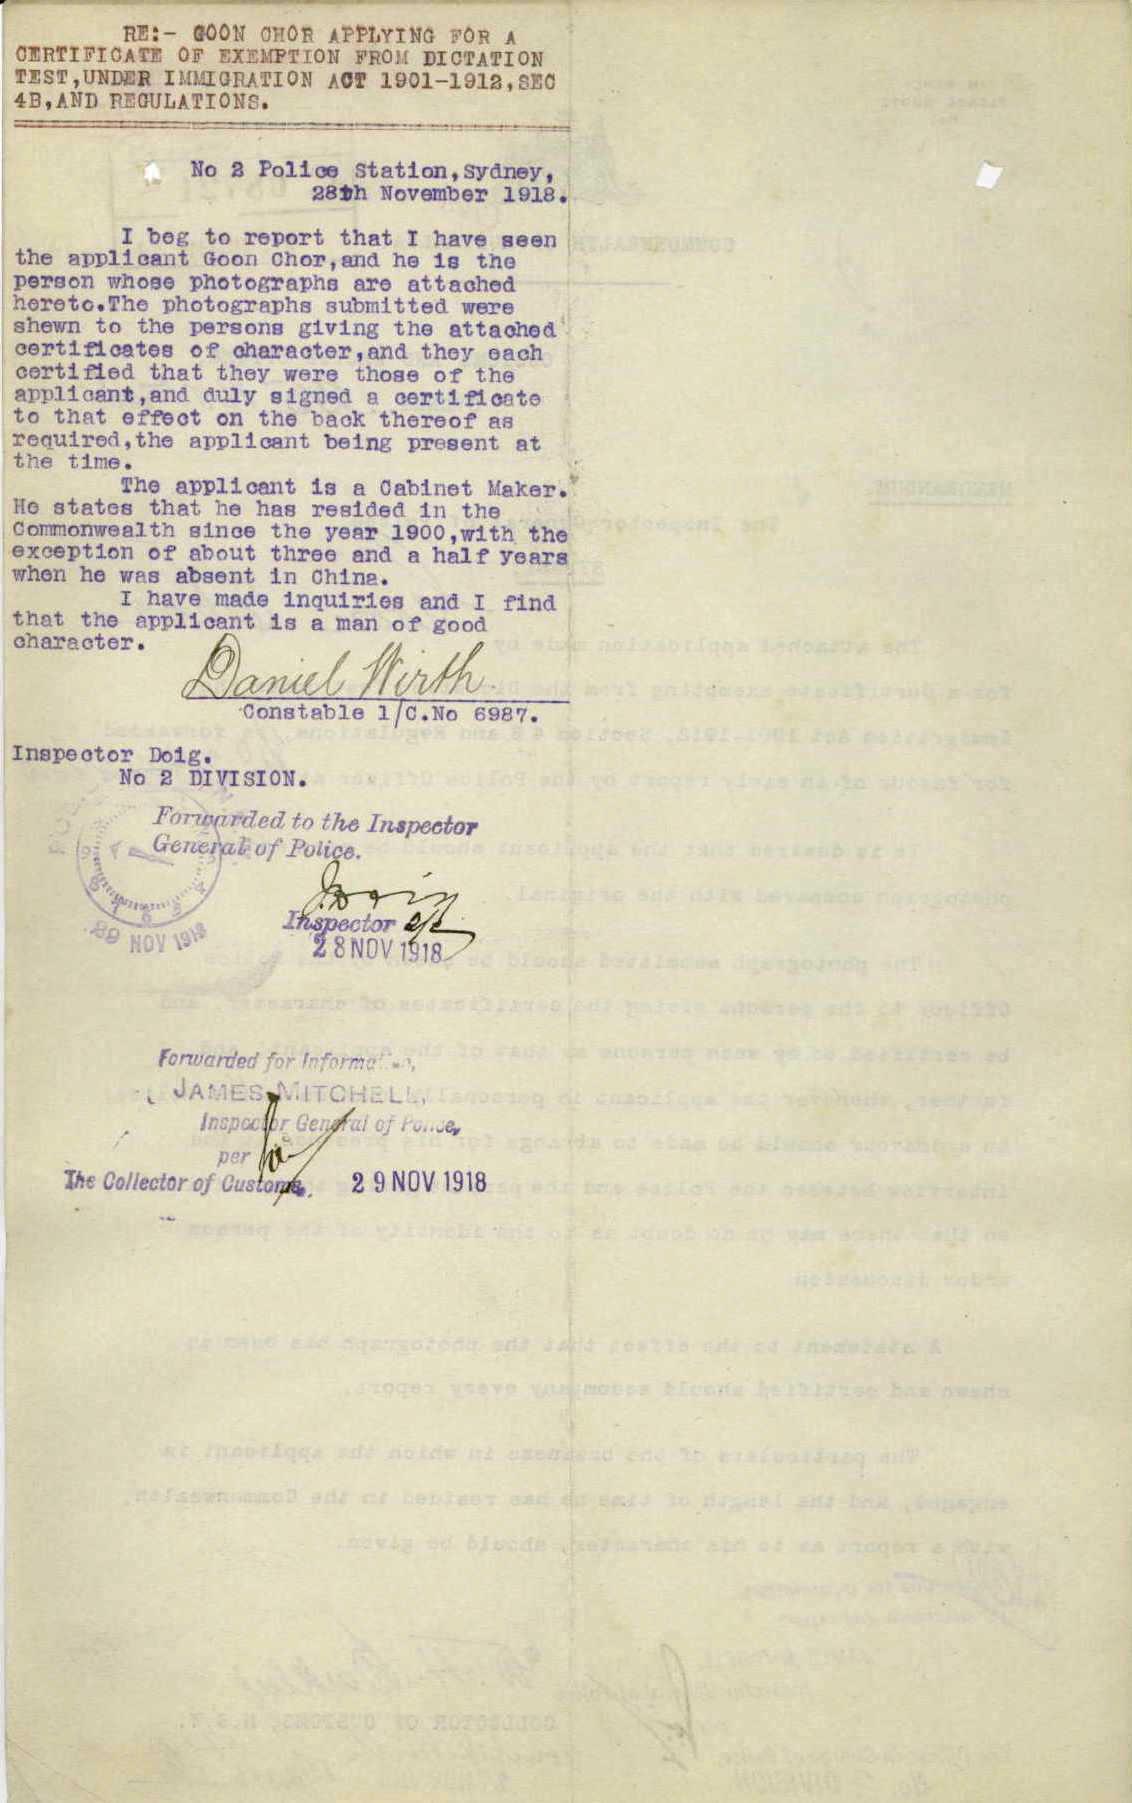 RE:- GOON CHOR APPLYING FOR A
CERTIFICATE OF EXEMPTION FROM DICTATION
TEST,UNDER IMMIGRATION ACT 1901-1912,SEC
4B,AND REGULATIONS.
No 2 Police Station,Sydney,
28th November 1918.
I beg to report that I have seen
the applicant Goon Chor,and he is the
person whose photographs are attached
hereto.The photographs submitted were
shewn to the persons giving the attached
certificates of character,and they each
certified that they were those of the
applicant,and duly signed a certificate
to that effect on the back thereof as
required,the applicant being present at
the time.
The applicant is a Cabinet Maker.
He states that he has resided in the
Commonwealth since the year 1900,with the
exception of about three and a half years
when he was absent in China.
I have made inquiries and I find
that the applicant is a man of good
character.
Daniel Wirth
Constable 1/C.No 6987.
Inspector Doig.
No 2 DIVISION.
Forwarded to the Inspector
General of Police.
J. Doig
Inspector
28 NOV 1918
NOV 1918
Forwarded for
JAMES MITCHELL,
Inspector General of Police,
per
The Collector of Customs.
29 NOV 1918